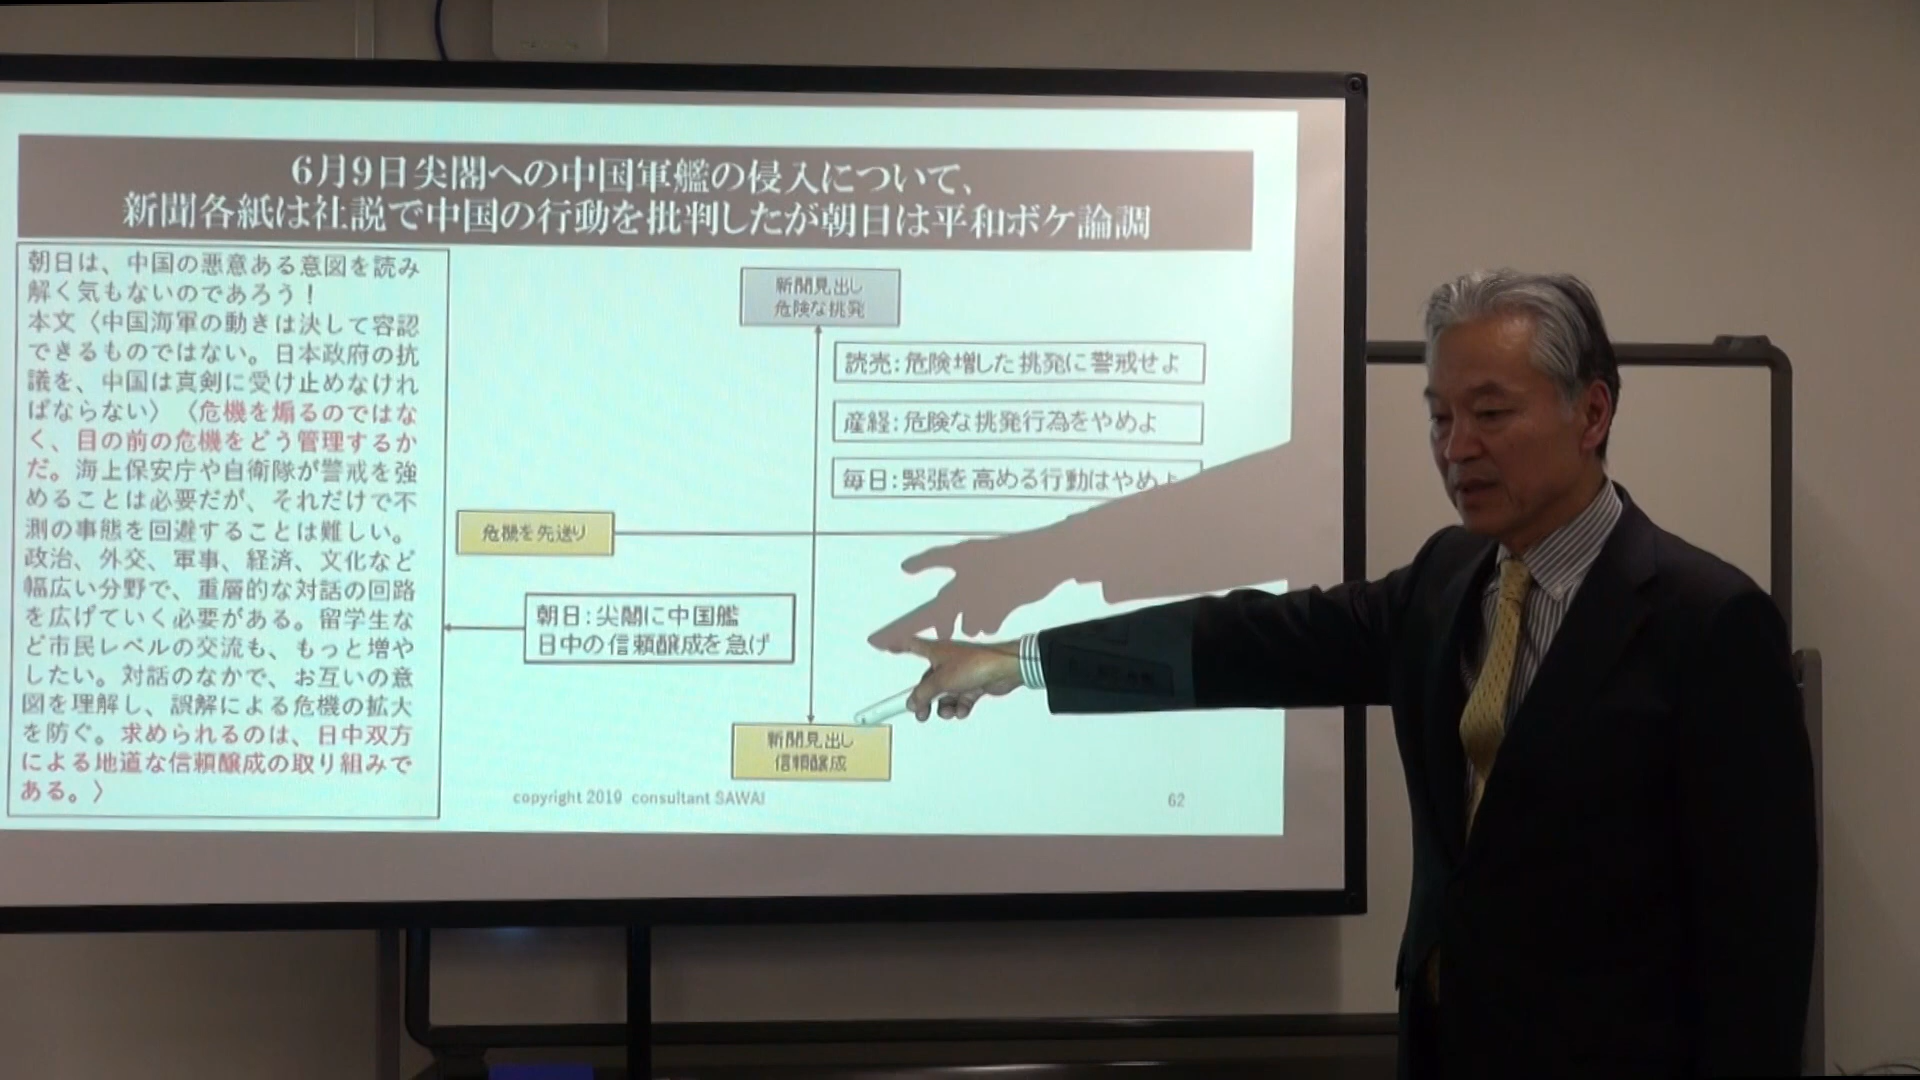 6月9日尖閣への中国軍艦の侵入について、
新聞各紙は社説で中国の行動を批判したが朝日は平和ボケ論調
朝日は、中国の悪意ある意図を読み
解く気もないのであろう！
本文〈中国海軍の動きは決して容認
できるものではない。日本政府の抗
議を、中国は真剣に受け止めなけれ
ばならない〉〈危機を煽るのではな
く、目の前の危機をどう管理するか
だ。海上保安庁や自衛隊が警戒を強
めることは必要だが、それだけで不
測の事態を回避することは難しい。
政治、外交、軍事、経済、文化など
幅広い分野で、重層的な対話の回路
を広げていく必要がある。留学生な
ど市民レベルの交流も、もっと増や
したい。対話のなかで、お互いの意
図を理解し、誤解による危機の拡大
を防ぐ。求められるのは、日中双方
による地道な信頼醸成の取り組みで
ある。〉
新聞見出し
危険な挑発
読売：危険増した挑発に警戒せよ
産経：危険な挑発行為をやめよ
毎日：緊張を高める行動はやめよ
危機を先送り
朝日：尖閣に中国艦
日中の信頼醸成を急げ
新聞見出し
信頼醸成
copyright 2019 consultant SAWAI
62